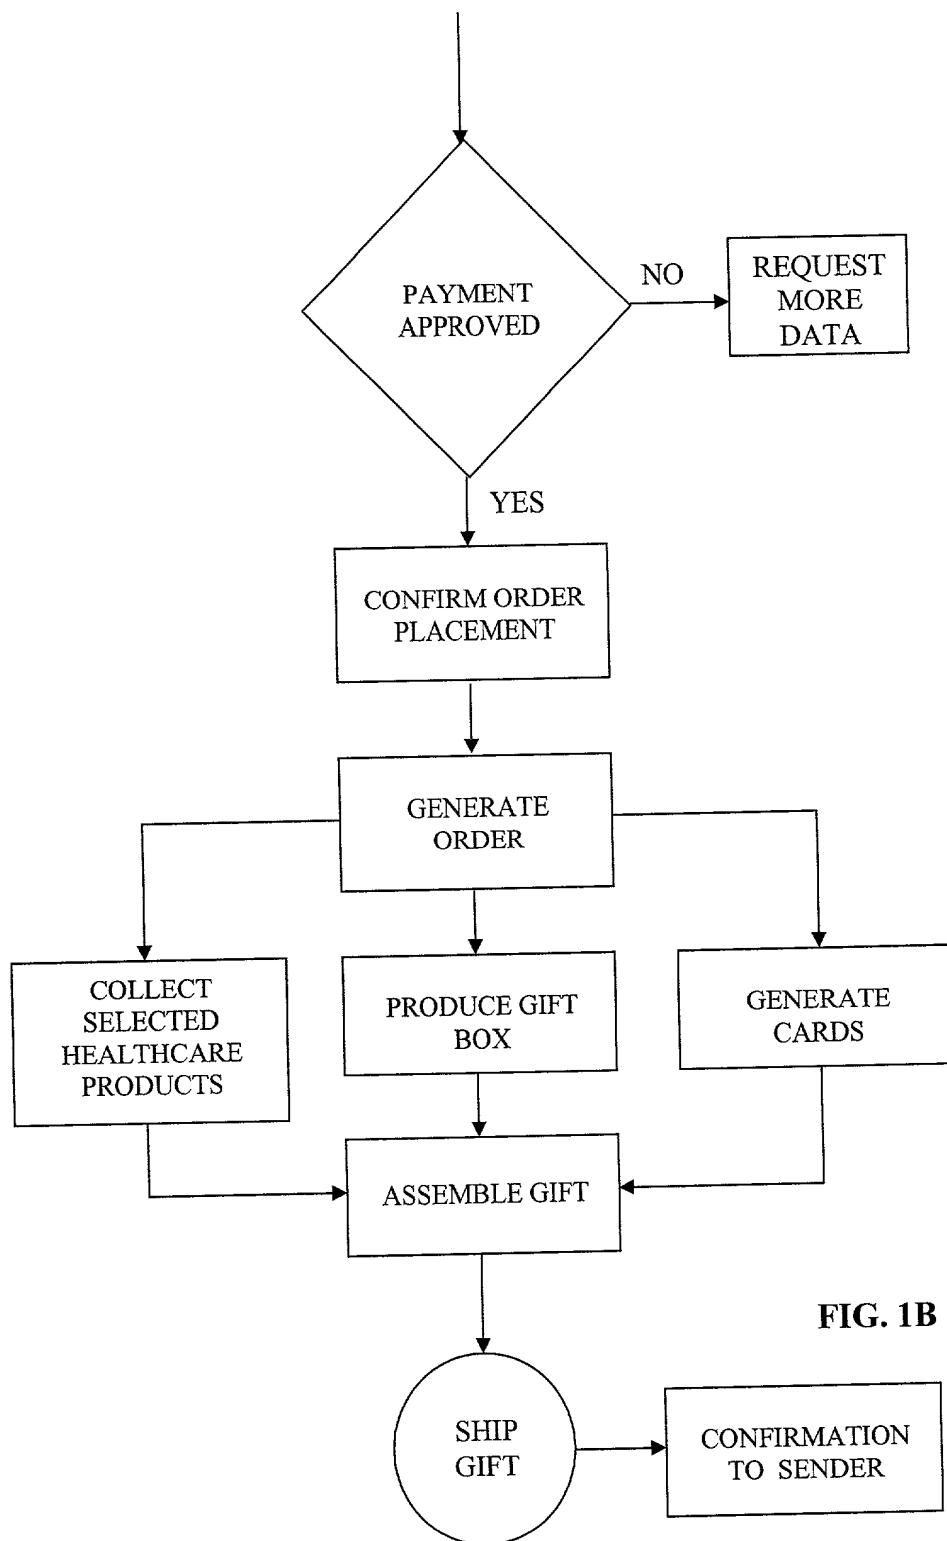 PAYMENT
APPROVED
NO
REQUEST
MORE
DATA
YES
CONFIRM ORDER
PLACEMENT
GENERATE
ORDER
COLLECT
SELECTED
HEALTHCARE
PRODUCTS
PRODUCE GIFT
BOX
GENERATE
CARDS
ASSEMBLE GIFT
FIG. 1B
SHIP
GIFT
CONFIRMATION
TO SENDER